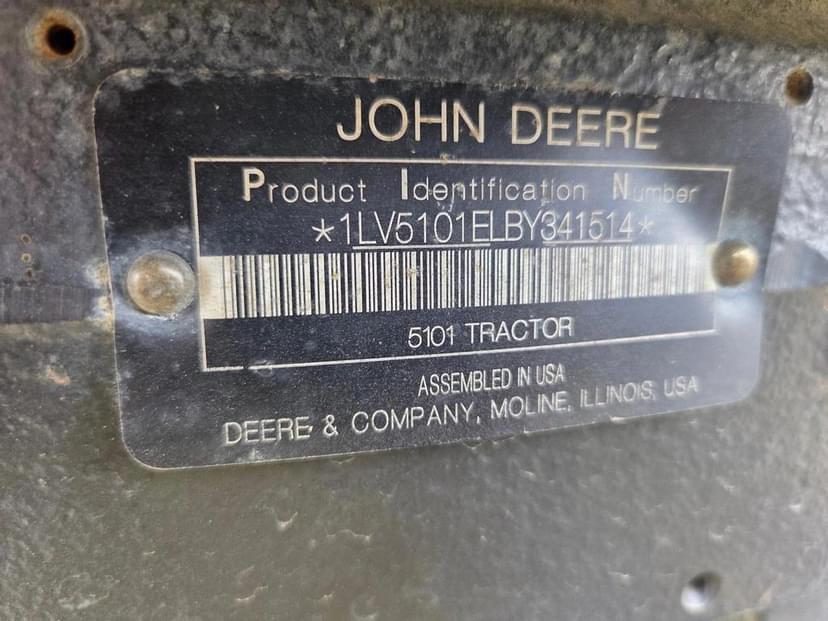 JOHN DEERE
Product Identification Number
*1LV5101ELBY341514*
5101 TRACTOR
ASSEMBLED IN USA
DEERE & COMPANY, MOLINE, ILLINOIS, USA